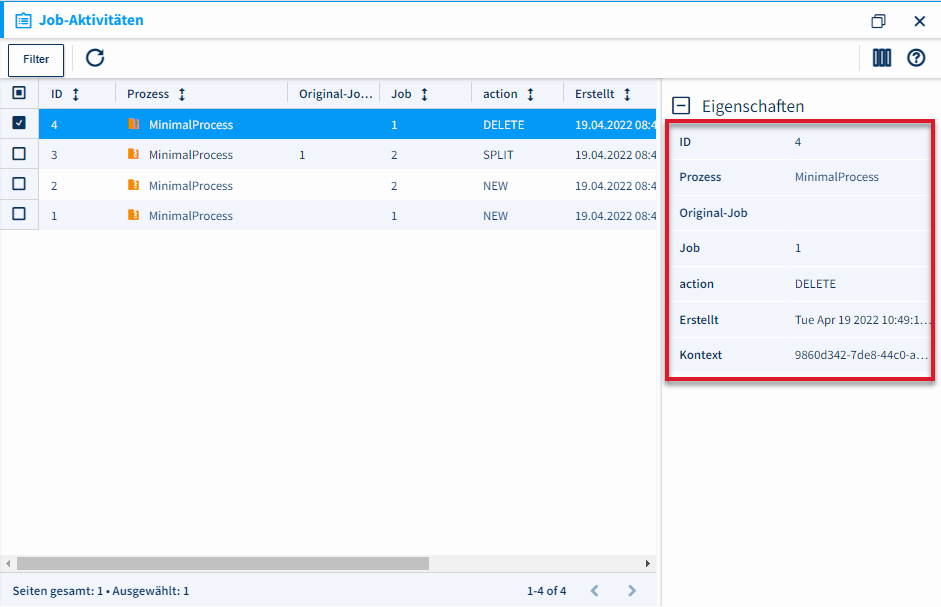 Job-Aktivitäten
Filter
ID Prozess Original-Jo... Job action Erstellt
4 MinimalProcess 1 DELETE 19.04.2022 08:4
3 MinimalProcess 1 2 SPLIT 19.04.2022 08:4
2 MinimalProcess 2 NEW 19.04.2022 08:4
1 MinimalProcess 1 NEW 19.04.2022 08:4
Seiten gesamt: 1 • Ausgewählt: 1
1-4 of 4
Eigenschaften
ID 4
Prozess MinimalProcess
Original-Job
Job 1
action DELETE
Erstellt Tue Apr 19 2022 10:49:1...
Kontext 9860d342-7de8-44c0-a...